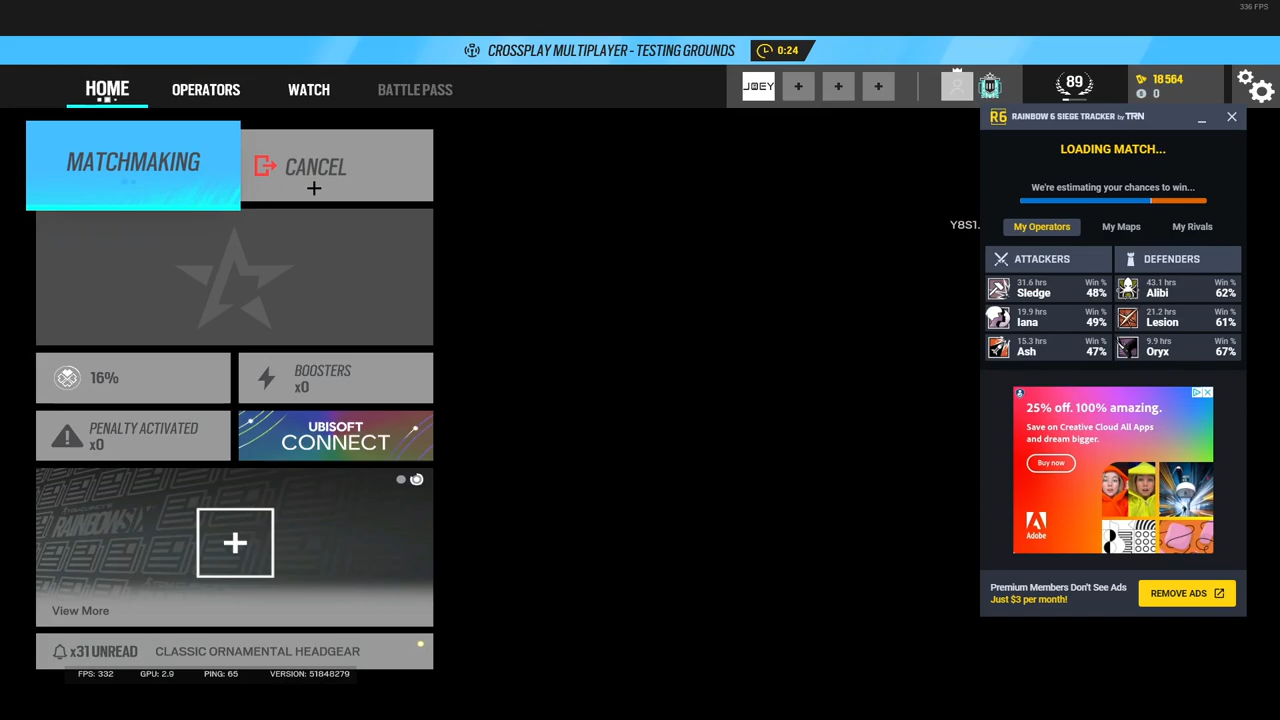 336 FPS
CROSSPLAY MULTIPLAYER - TESTING GROUNDS
0:24
HOME
OPERATORS
WATCH
BATTLE PASS
JOEY
+
+
+
89
18 564
0
MATCHMAKING
CANCEL
Y8S1.
R6 RAINBOW 6 SIEGE TRACKER by TRN
LOADING MATCH...
We're estimating your chances to win...
My Operators
My Maps
My Rivals
ATTACKERS
DEFENDERS
31.6 hrs Win %
Sledge 48%
43.1 hrs Win %
Alibi 62%
19.9 hrs Win %
Iana 49%
21.2 hrs Win %
Lesion 61%
15.3 hrs Win %
Ash 47%
9.9 hrs Win %
Oryx 67%
16%
BOOSTERS
x0
PENALTY ACTIVATED
x0
UBISOFT
CONNECT
RAINBOWSIX
View More
x31 UNREAD
CLASSIC ORNAMENTAL HEADGEAR
FPS: 332
GPU: 2.9
PING: 65
VERSION: 51848279
25% off. 100% amazing.
Save on Creative Cloud All Apps
and dream bigger.
Buy now
Adobe
Premium Members Don't See Ads
Just $3 per month!
REMOVE ADS